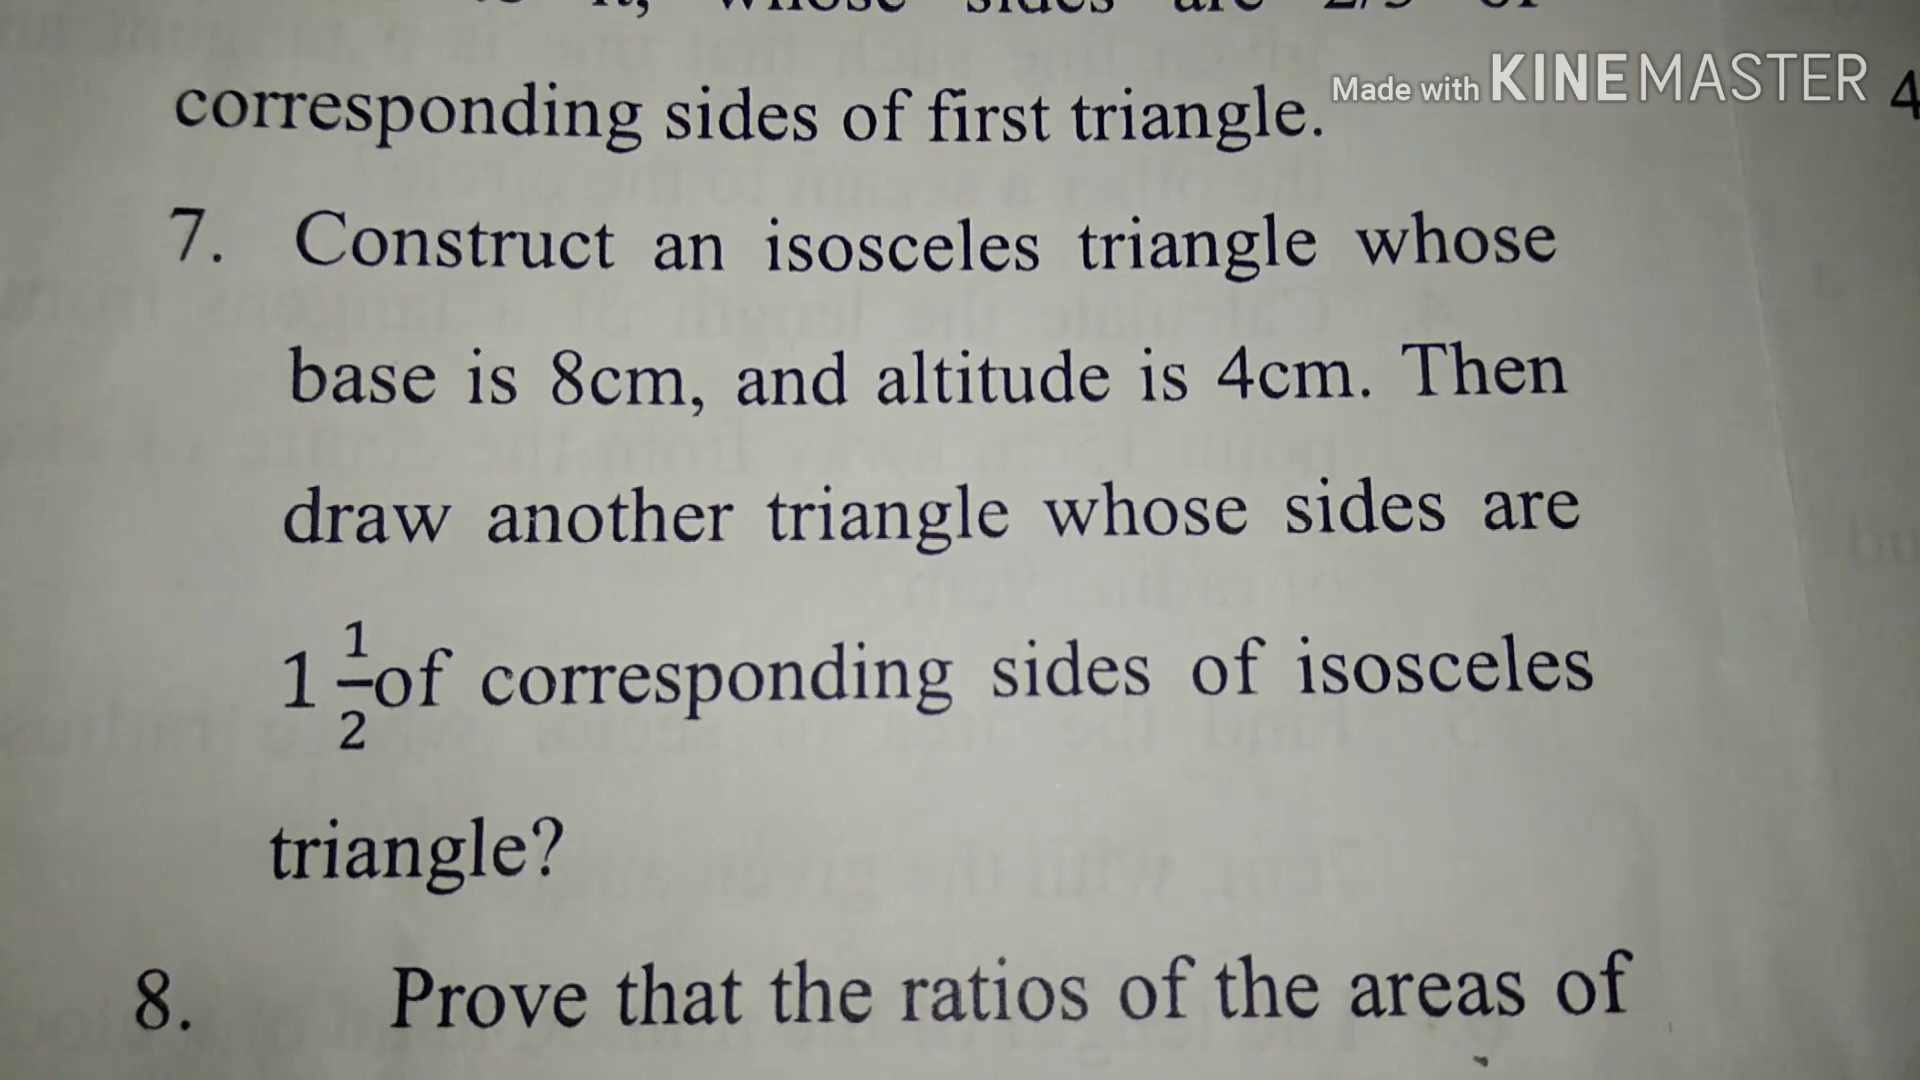 corresponding sides of first triangle.
Made with KINEMASTER
4
7. Construct an isosceles triangle whose
base is 8cm, and altitude is 4cm. Then
draw another triangle whose sides are
1 1/2 of corresponding sides of isosceles
triangle?
8. Prove that the ratios of the areas of